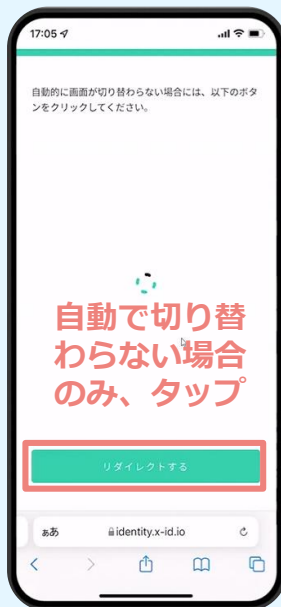 17:05
自動的に画面が切り替わらない場合には、以下のボタ
ンをクリックしてください。
自動で切り替
わらない場合
のみ、タップ
リダイレクトする
ぁあ
identity.x-id.io